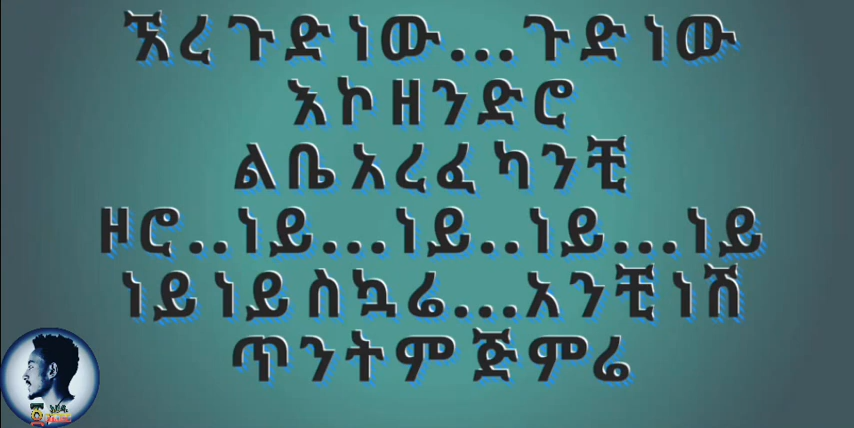 ኧረ ጉድ ነው...ጉድ ነው
እኮ ዘንድሮ
ልቤ አረፈ ካንቺ
ዞሮ..ነይ...ነይ..ነይ...ነይ
ነይ ነይ ስኳሬ...አንቺ ነሽ
ጥንትም ጅምሬ